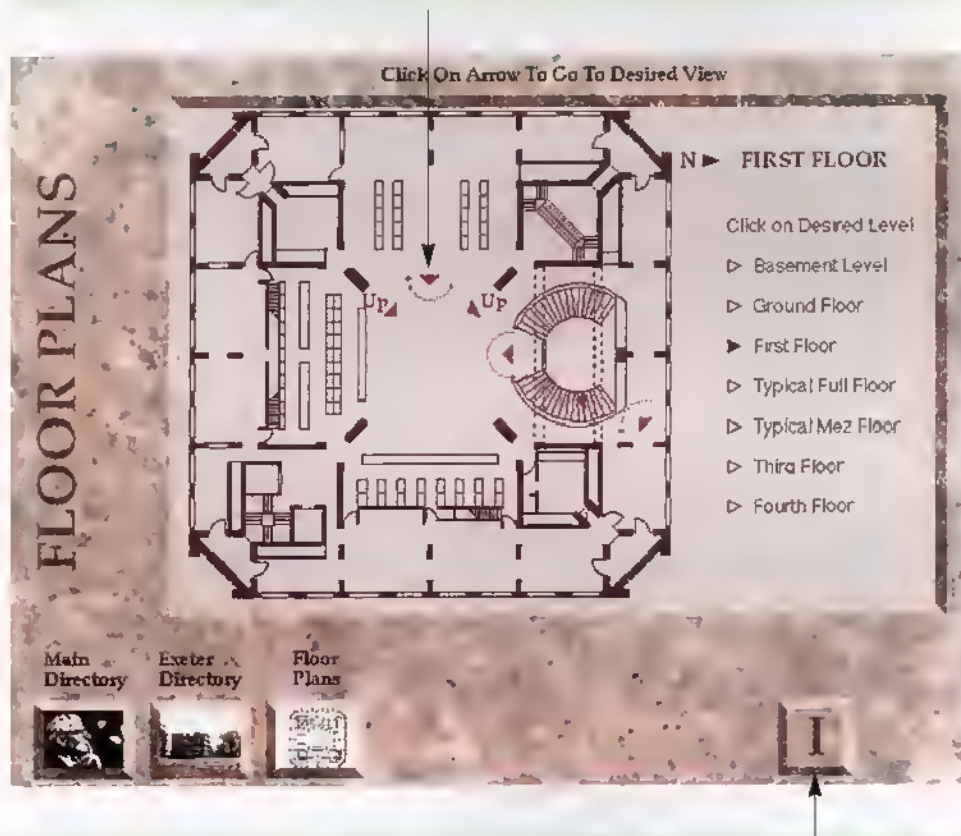 Click On Arrow To Go To Desired View
FLOOR PLANS
N
FIRST FLOOR
Up
Up
Click on Desired Level
Basement Level
Ground Floor
First Floor
Typical Full Floor
Typical Mez Floor
Third Floor
Fourth Floor
Main
Directory
Exeter
Directory
Floor
Plans
I